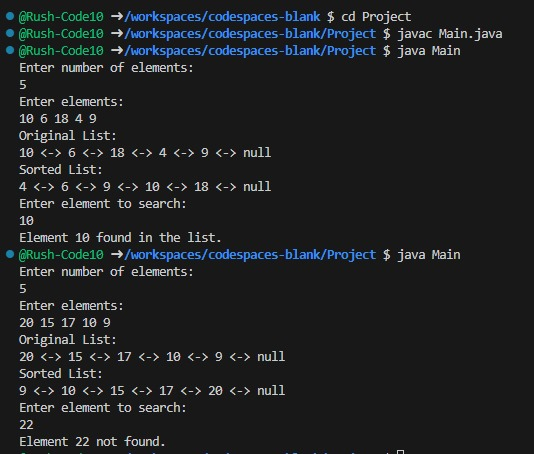 @Rush-Code10 ➜/workspaces/codespaces-blank $ cd Project
@Rush-Code10 ➜/workspaces/codespaces-blank/Project $ javac Main.java
@Rush-Code10 ➜/workspaces/codespaces-blank/Project $ java Main
Enter number of elements:
5
Enter elements:
10 6 18 4 9
Original List:
10 <-> 6 <-> 18 <-> 4 <-> 9 <-> null
Sorted List:
4 <-> 6 <-> 9 <-> 10 <-> 18 <-> null
Enter element to search:
10
Element 10 found in the list.
@Rush-Code10 ➜/workspaces/codespaces-blank/Project $ java Main
Enter number of elements:
5
Enter elements:
20 15 17 10 9
Original List:
20 <-> 15 <-> 17 <-> 10 <-> 9 <-> null
Sorted List:
9 <-> 10 <-> 15 <-> 17 <-> 20 <-> null
Enter element to search:
22
Element 22 not found.